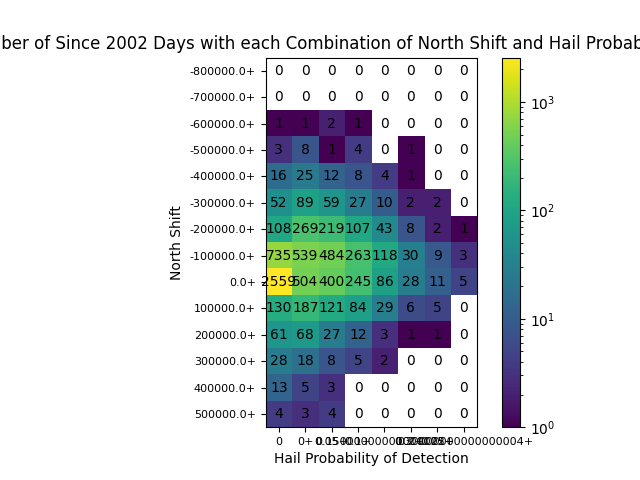 ber of Since 2002 Days with each Combination of North Shift and Hail Probab
North Shift
-800000.0+ 0 0 0 0 0 0 0 0
-700000.0+ 0 0 0 0 0 0 0 0
-600000.0+ 1 1 2 1 0 0 0 0
-500000.0+ 3 8 1 4 0 1 0 0
-400000.0+ 16 25 12 8 4 1 0 0
-300000.0+ 52 89 59 27 10 2 2 0
-200000.0+ 108 269 219 107 43 8 2 1
-100000.0+ 735 539 484 263 118 30 9 3
0.0+ 2559 604 400 245 86 28 11 5
100000.0+ 130 187 121 84 29 6 5 0
200000.0+ 61 68 27 12 3 1 1 0
300000.0+ 28 18 8 5 2 0 0 0
400000.0+ 13 5 3 0 0 0 0 0
500000.0+ 4 3 4 0 0 0 0 0
0 0+
Hail Probability of Detection
10³
10²
10¹
10⁰